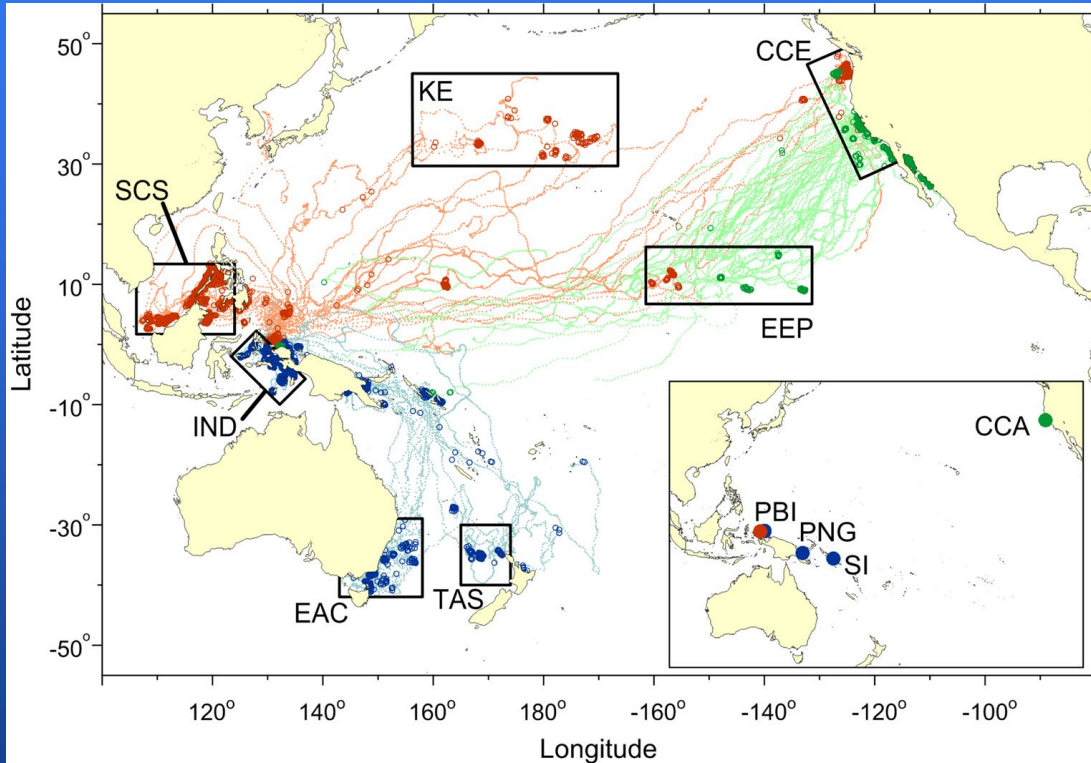 50°
30°
10°
-10°
-30°
-50°
Latitude
KE
CCE
SCS
EEP
IND
EAC
TAS
CCA
PBI
PNG
SI
120°
140°
160°
180°
-160°
-140°
-120°
-100°
Longitude